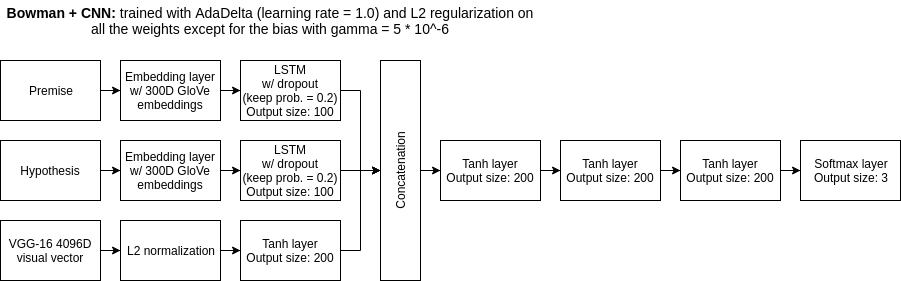 Bowman + CNN: trained with AdaDelta (learning rate = 1.0) and L2 regularization on
all the weights except for the bias with gamma = 5 * 10^-6
Premise
Embedding layer
w/ 300D GloVe
embeddings
LSTM
w/ dropout
(keep prob. = 0.2)
Output size: 100
Hypothesis
Embedding layer
w/ 300D GloVe
embeddings
LSTM
w/ dropout
(keep prob. = 0.2)
Output size: 100
VGG-16 4096D
visual vector
L2 normalization
Tanh layer
Output size: 200
Concatenation
Tanh layer
Output size: 200
Tanh layer
Output size: 200
Tanh layer
Output size: 200
Softmax layer
Output size: 3